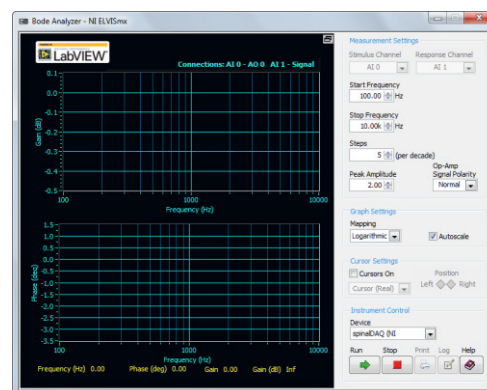 Bode Analyzer - NI ELVISmx
LabVIEW
Connections: AI 0 - AO 0 AI 1 - Signal
0.1
0.0
-0.1
-0.2
-0.3
-0.4
-0.5
Gain (dB)
100
1000
10000
Frequency (Hz)
1.5
1.0
0.5
0.0
-0.5
-1.0
-1.5
-2.0
-2.5
-3.0
-3.5
Phase (deg)
100
1000
10000
Frequency (Hz)
Frequency (Hz) 0.00 Phase (deg) 0.00 Gain 0.00 Gain (dB) Inf
Measurement Settings
Stimulus Channel Response Channel
AI 0 AI 1
Start Frequency
100.00 Hz
Stop Frequency
10.00k Hz
Steps
5 (per decade)
Peak Amplitude
2.00
Op-Amp
Signal Polarity
Normal
Graph Settings
Mapping
Logarithmic Autoscale
Cursor Settings
Cursors On Position
Cursor (Real) Left Right
Instrument Control
Device
spinalDAQ (NI
Run Stop Print Log Help